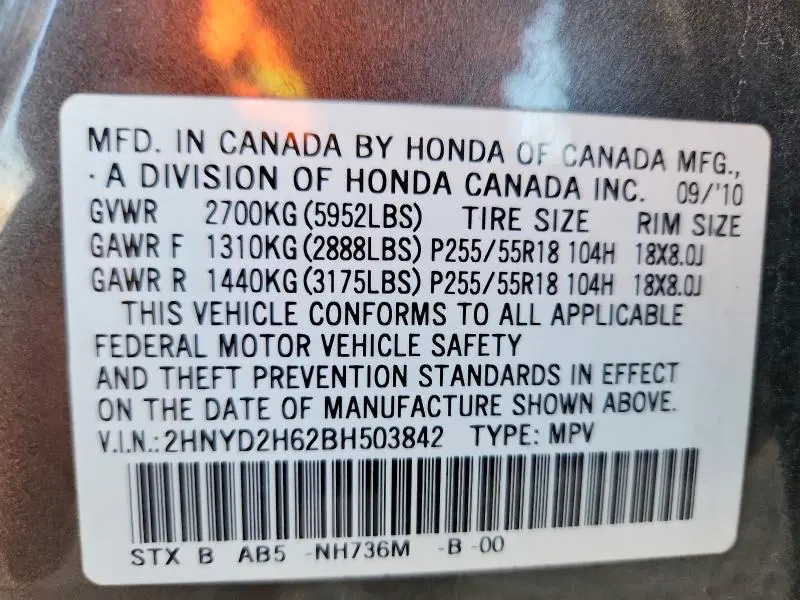 MFD. IN CANADA BY HONDA OF CANADA MFG.,
· A DIVISION OF HONDA CANADA INC. 09/'10
GVWR 2700KG(5952LBS) TIRE SIZE RIM SIZE
GAWR F 1310KG(2888LBS) P255/55R18 104H 18X8.0J
GAWR R 1440KG(3175LBS) P255/55R18 104H 18X8.0J
THIS VEHICLE CONFORMS TO ALL APPLICABLE
FEDERAL MOTOR VEHICLE SAFETY
AND THEFT PREVENTION STANDARDS IN EFFECT
ON THE DATE OF MANUFACTURE SHOWN ABOVE.
V.I.N.: 2HNYD2H62BH503842 TYPE: MPV
STX B AB5 -NH736M -B -00